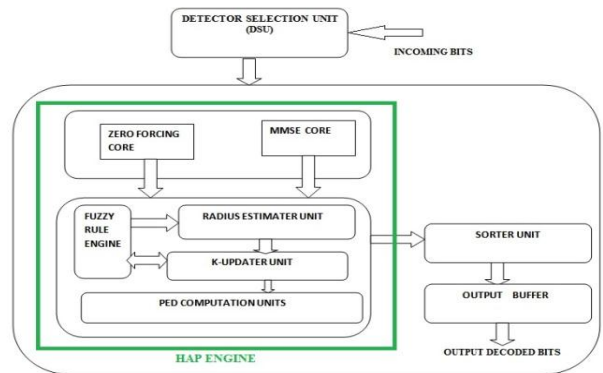 DETECTOR SELECTION UNIT
(DSU)
INCOMING BITS
ZERO FORCING
CORE
MMSE CORE
FUZZY
RULE
ENGINE
RADIUS ESTIMATER UNIT
K-UPDATER UNIT
PED COMPUTATION UNITS
SORTER UNIT
OUTPUT BUFFER
OUTPUT DECODED BITS
HAP ENGINE